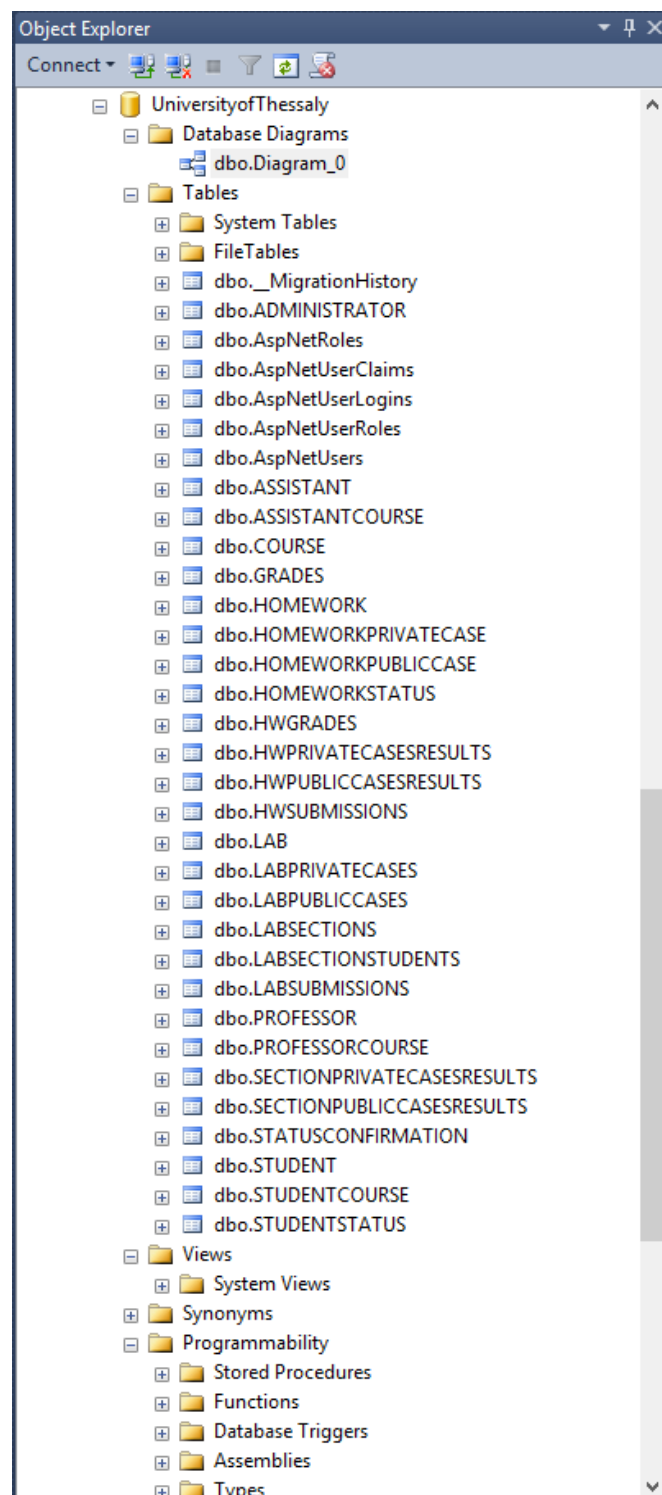 Object Explorer
Connect
UniversityofThessaly
Database Diagrams
dbo.Diagram_0
Tables
System Tables
FileTables
dbo.__MigrationHistory
dbo.ADMINISTRATOR
dbo.AspNetRoles
dbo.AspNetUserClaims
dbo.AspNetUserLogins
dbo.AspNetUserRoles
dbo.AspNetUsers
dbo.ASSISTANT
dbo.ASSISTANTCOURSE
dbo.COURSE
dbo.GRADES
dbo.HOMEWORK
dbo.HOMEWORKPRIVATECASE
dbo.HOMEWORKPUBLICCASE
dbo.HOMEWORKSTATUS
dbo.HWGRADES
dbo.HWPRIVATECASESRESULTS
dbo.HWPUBLICCASESRESULTS
dbo.HWSUBMISSIONS
dbo.LAB
dbo.LABPRIVATECASES
dbo.LABPUBLICCASES
dbo.LABSECTIONS
dbo.LABSECTIONSTUDENTS
dbo.LABSUBMISSIONS
dbo.PROFESSOR
dbo.PROFESSORCOURSE
dbo.SECTIONPRIVATECASESRESULTS
dbo.SECTIONPUBLICCASESRESULTS
dbo.STATUSCONFIRMATION
dbo.STUDENT
dbo.STUDENTCOURSE
dbo.STUDENTSTATUS
Views
System Views
Synonyms
Programmability
Stored Procedures
Functions
Database Triggers
Assemblies
Types